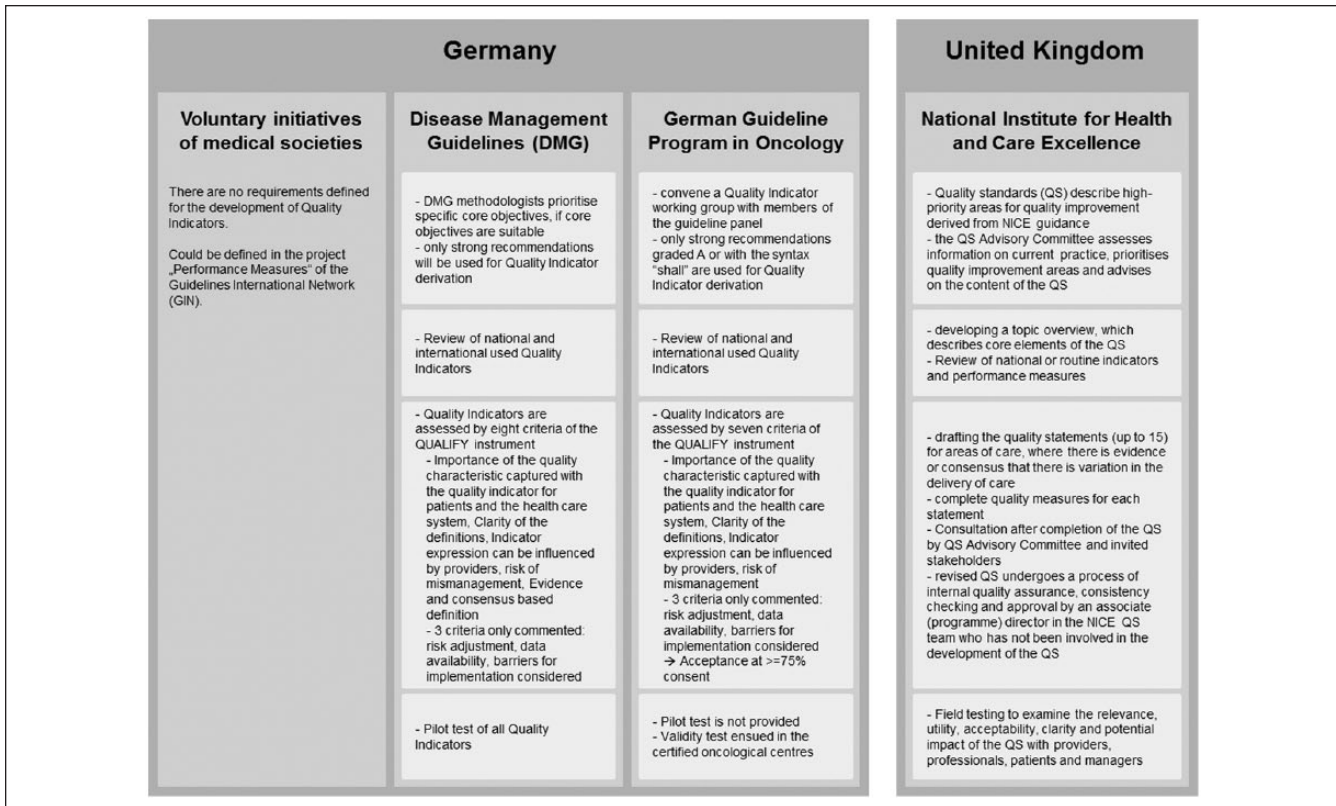 Germany
Voluntary initiatives
of medical societies
There are no requirements defined
for the development of Quality
Indicators.
Could be defined in the project
„Performance Measures“ of the
Guidelines International Network
(GIN).
Disease Management
Guidelines (DMG)
- DMG methodologists prioritise
specific core objectives, if core
objectives are suitable
- only strong recommendations
will be used for Quality Indicator
derivation
- Review of national and
international used Quality
Indicators
- Quality Indicators are
assessed by eight criteria of the
QUALIFY instrument
- Importance of the quality
characteristic captured with
the quality indicator for
patients and the health care
system, Clarity of the
definitions, Indicator
expression can be influenced
by providers, risk of
mismanagement, Evidence
and consensus based
definition
- 3 criteria only commented:
risk adjustment, data
availability, barriers for
implementation considered
- Pilot test of all Quality
Indicators
German Guideline
Program in Oncology
- convene a Quality Indicator
working group with members of
the guideline panel
- only strong recommendations
graded A or with the syntax
"shall" are used for Quality
Indicator derivation
- Review of national and
international used Quality
Indicators
- Quality Indicators are
assessed by seven criteria of
the QUALIFY instrument
- Importance of the quality
characteristic captured with
the quality indicator for
patients and the health care
system, Clarity of the
definitions, Indicator
expression can be influenced
by providers, risk of
mismanagement
- 3 criteria only commented:
risk adjustment, data
availability, barriers for
implementation considered
→ Acceptance at >=75%
consent
- Pilot test is not provided
- Validity test ensued in the
certified oncological centres
United Kingdom
National Institute for Health
and Care Excellence
- Quality standards (QS) describe high-
priority areas for quality improvement
derived from NICE guidance
- the QS Advisory Committee assesses
information on current practice, prioritises
quality improvement areas and advises
on the content of the QS
- developing a topic overview, which
describes core elements of the QS
- Review of national or routine indicators
and performance measures
- drafting the quality statements (up to 15)
for areas of care, where there is evidence
or consensus that there is variation in the
delivery of care
- complete quality measures for each
statement
- Consultation after completion of the QS
by QS Advisory Committee and invited
stakeholders
- revised QS undergoes a process of
internal quality assurance, consistency
checking and approval by an associate
(programme) director in the NICE QS
team who has not been involved in the
development of the QS
- Field testing to examine the relevance,
utility, acceptability, clarity and potential
impact of the QS with providers,
professionals, patients and managers